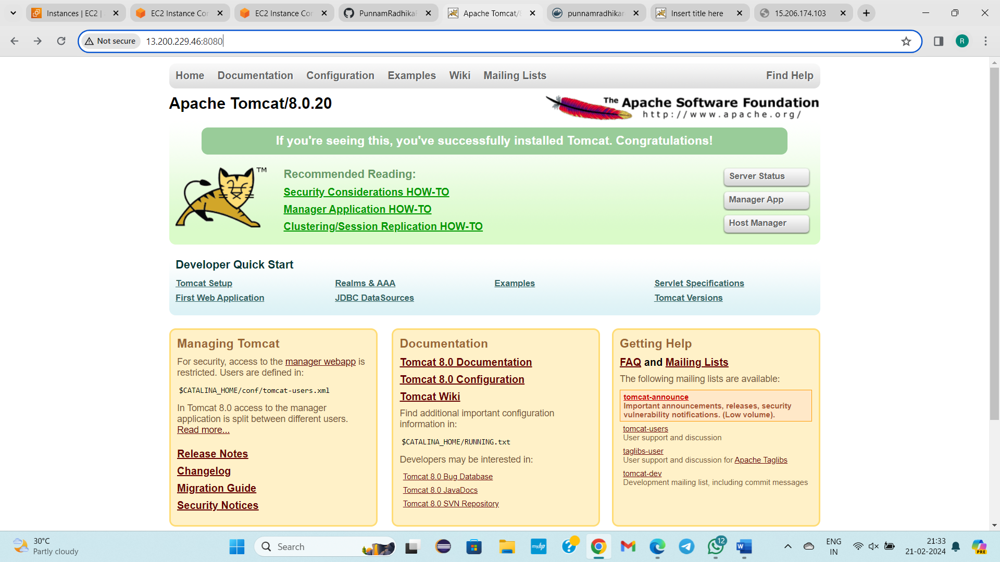 Instances | EC2 |
EC2 Instance Con
EC2 Instance Con
PunnamRadhikaR
Apache Tomcat/8
punnamradhikar
Insert title here
15.206.174.103
Not secure
13.200.229.46:8080
R
Home Documentation Configuration Examples Wiki Mailing Lists Find Help
Apache Tomcat/8.0.20
The Apache Software Foundation
http://www.apache.org/
If you're seeing this, you've successfully installed Tomcat. Congratulations!
TM
Recommended Reading:
Security Considerations HOW-TO
Manager Application HOW-TO
Clustering/Session Replication HOW-TO
Server Status
Manager App
Host Manager
Developer Quick Start
Tomcat Setup
First Web Application
Realms & AAA
JDBC DataSources
Examples
Servlet Specifications
Tomcat Versions
Managing Tomcat
For security, access to the manager webapp is
restricted. Users are defined in:
$CATALINA_HOME/conf/tomcat-users.xml
In Tomcat 8.0 access to the manager
application is split between different users.
Read more...
Release Notes
Changelog
Migration Guide
Security Notices
Documentation
Tomcat 8.0 Documentation
Tomcat 8.0 Configuration
Tomcat Wiki
Find additional important configuration
information in:
$CATALINA_HOME/RUNNING.txt
Developers may be interested in:
Tomcat 8.0 Bug Database
Tomcat 8.0 JavaDocs
Tomcat 8.0 SVN Repository
Getting Help
FAQ and Mailing Lists
The following mailing lists are available:
tomcat-announce
Important announcements, releases, security
vulnerability notifications. (Low volume).
tomcat-users
User support and discussion
taglibs-user
User support and discussion for Apache Taglibs
tomcat-dev
Development mailing list, including commit messages
30°C
Partly cloudy
Search
myhp
12
ENG
IN
21:33
21-02-2024
PRE